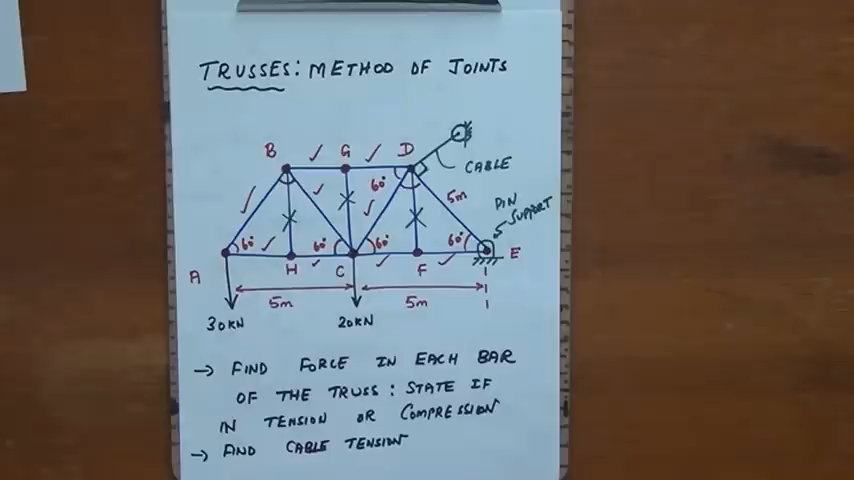 TRUSSES: METHOD OF JOINTS
B G D
CABLE
60°
5m
PIN
SUPPORT
60° 60° 60° 60°
E
A H C F
5m 5m
30KN 20KN
→ FIND FORCE IN EACH BAR
OF THE TRUSS: STATE IF
IN TENSION OR COMPRESSION
→ FIND CABLE TENSION